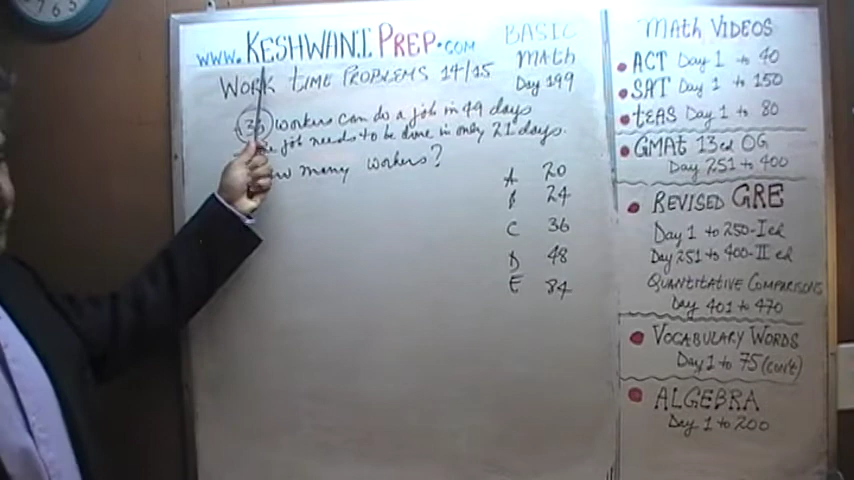 www.KESHWANI PREP.COM
BASIC
MATH
Day 199
WORK TIME PROBLEMS 14/15
36 workers can do a job in 49 days
job needs to be done in only 21 days.
many workers?
A 20
B 24
C 36
D 48
E 84
MATH VIDEOS
ACT Day 1 to 40
SAT Day 1 to 150
TEAS Day 1 to 80
GMAT 13 ed OG
Day 251 to 400
REVISED GRE
Day 1 to 250-I ed
Day 251 to 400-II ed
QUANTITATIVE COMPARISONS
Day 401 to 470
VOCABULARY WORDS
Day 1 to 75 (con't)
ALGEBRA
Day 1 to 200